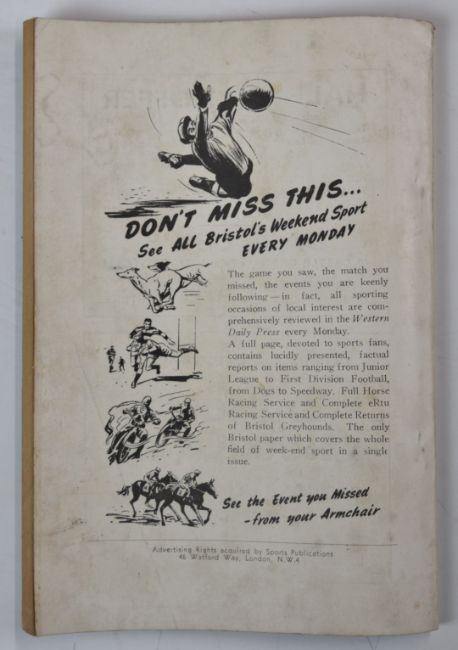 DON'T MISS THIS...
See ALL Bristol's Weekend Sport
EVERY MONDAY
The game you saw, the match you
missed, the events you are keenly
following — in fact, all sporting
occasions of local interest are com-
prehensively reviewed in the Western
Daily Press every Monday.
A full page, devoted to sports fans,
contains lucidly presented, factual
reports on items ranging from Junior
League to First Division Football,
from Dogs to Speedway. Full Horse
Racing Service and Complete eRtu
Racing Service and Complete Returns
of Bristol Greyhounds. The only
Bristol paper which covers the whole
field of week-end sport in a single
issue.
See the Event you Missed
- from your Armchair
Advertising Rights acquired by Sports Publications
46 Watford Way, London, N.W.4